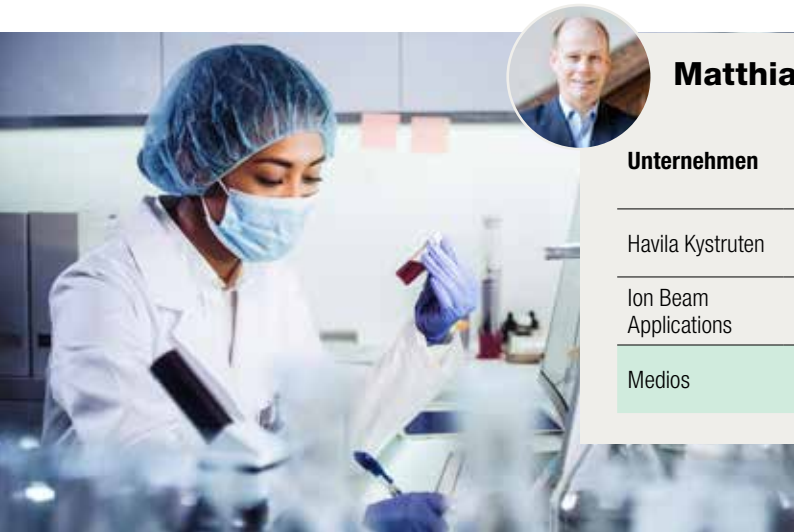 Matthia
Unternehmen
Havila Kystruten
Ion Beam
Applications
Medios